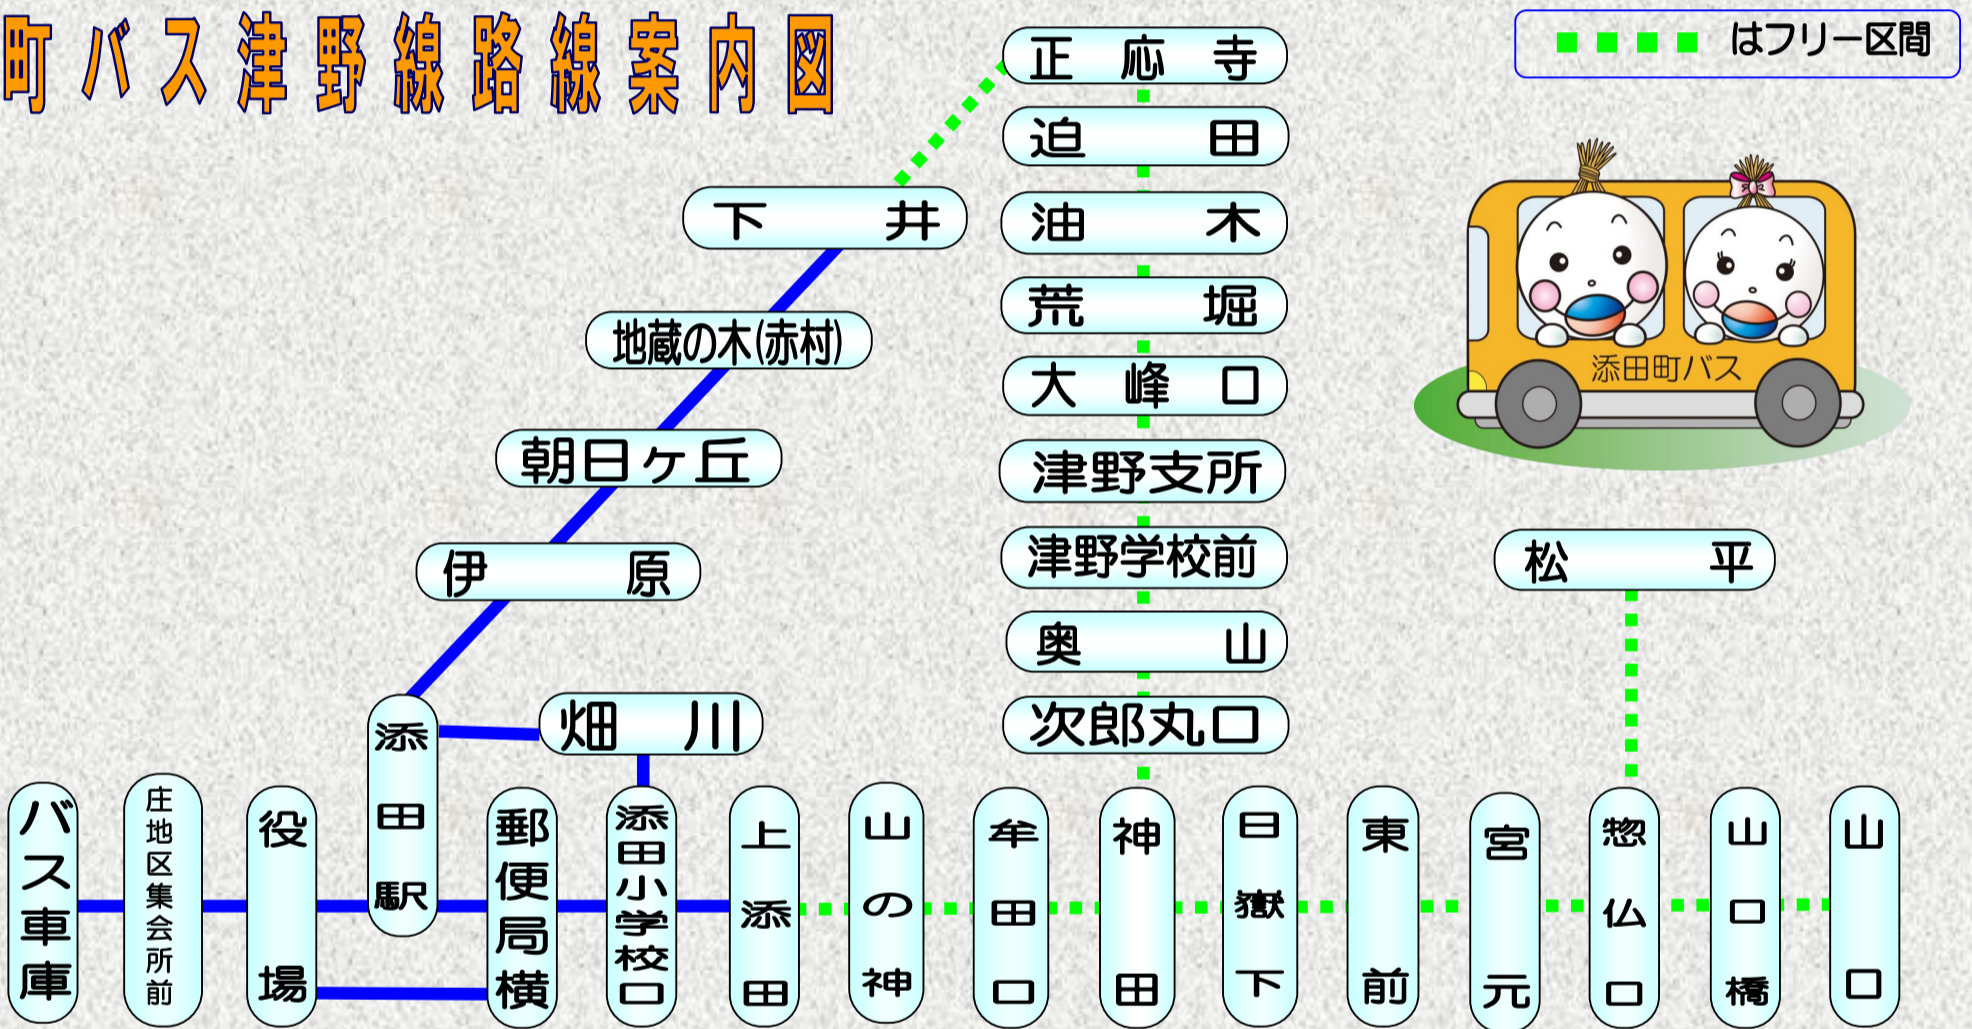 町バス津野線路線案内図
はフリー区間
正応寺
迫田
下井
油木
荒堀
地蔵の木(赤村)
大峰口
添田町バス
朝日ヶ丘
津野支所
津野学校前
松平
伊原
奥山
畑川
次郎丸口
バス車庫
庄地区集会所前
役場
添田駅
郵便局横
添田小学校口
上添田
山の神
牟田口
神田
日嶽下
東前
宮元
惣仏口
山口橋
山口